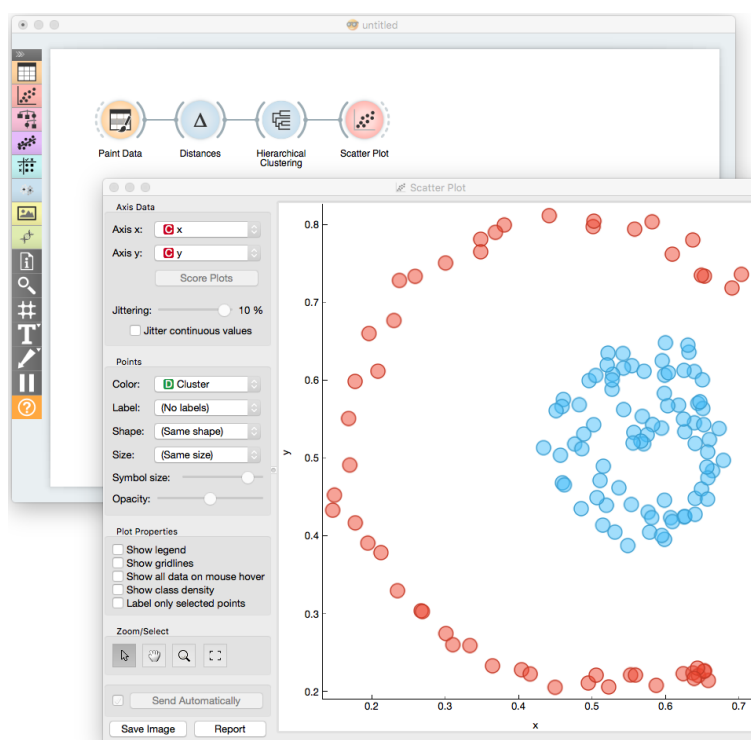 untitled
Paint Data
Distances
Hierarchical
Clustering
Scatter Plot
Scatter Plot
Axis Data
Axis x:
C x
Axis y:
C y
Score Plots
Jittering:
10 %
Jitter continuous values
Points
Color:
D Cluster
Label:
(No labels)
Shape:
(Same shape)
Size:
(Same size)
Symbol size:
Opacity:
Plot Properties
Show legend
Show gridlines
Show all data on mouse hover
Show class density
Label only selected points
Zoom/Select
Send Automatically
Save Image
Report
y
0.8
0.7
0.6
0.5
0.4
0.3
0.2
0.2
0.3
0.4
0.5
0.6
0.7
x